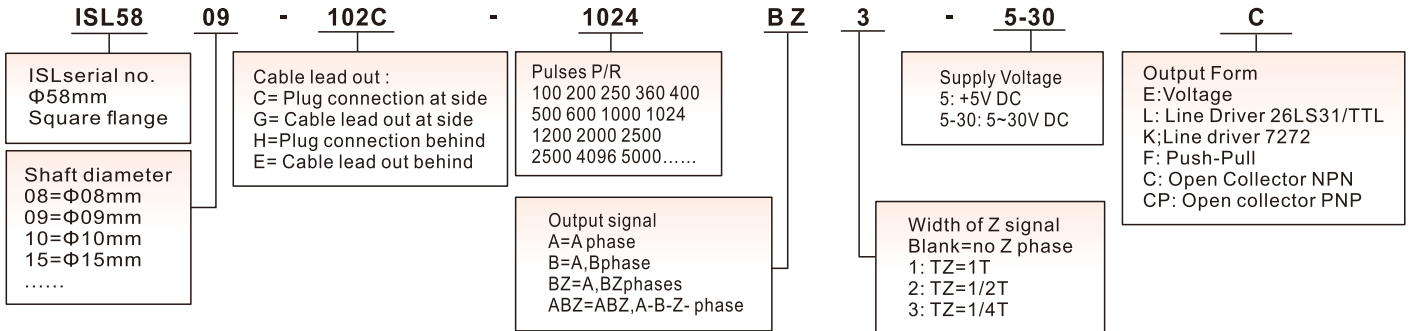 ISL58 09 - 102C - 1024 BZ 3 - 5-30 C
ISLserial no.
Φ58mm
Square flange
Shaft diameter
08=Φ08mm
09=Φ09mm
10=Φ10mm
15=Φ15mm
......
Cable lead out :
C= Plug connection at side
G= Cable lead out at side
H=Plug connection behind
E= Cable lead out behind
Pulses P/R
100 200 250 360 400
500 600 1000 1024
1200 2000 2500
2500 4096 5000......
Output signal
A=A phase
B=A,Bphase
BZ=A,BZphases
ABZ=ABZ,A-B-Z- phase
Width of Z signal
Blank=no Z phase
1: TZ=1T
2: TZ=1/2T
3: TZ=1/4T
Supply Voltage
5: +5V DC
5-30: 5~30V DC
Output Form
E:Voltage
L: Line Driver 26LS31/TTL
K;Line driver 7272
F: Push-Pull
C: Open Collector NPN
CP: Open collector PNP